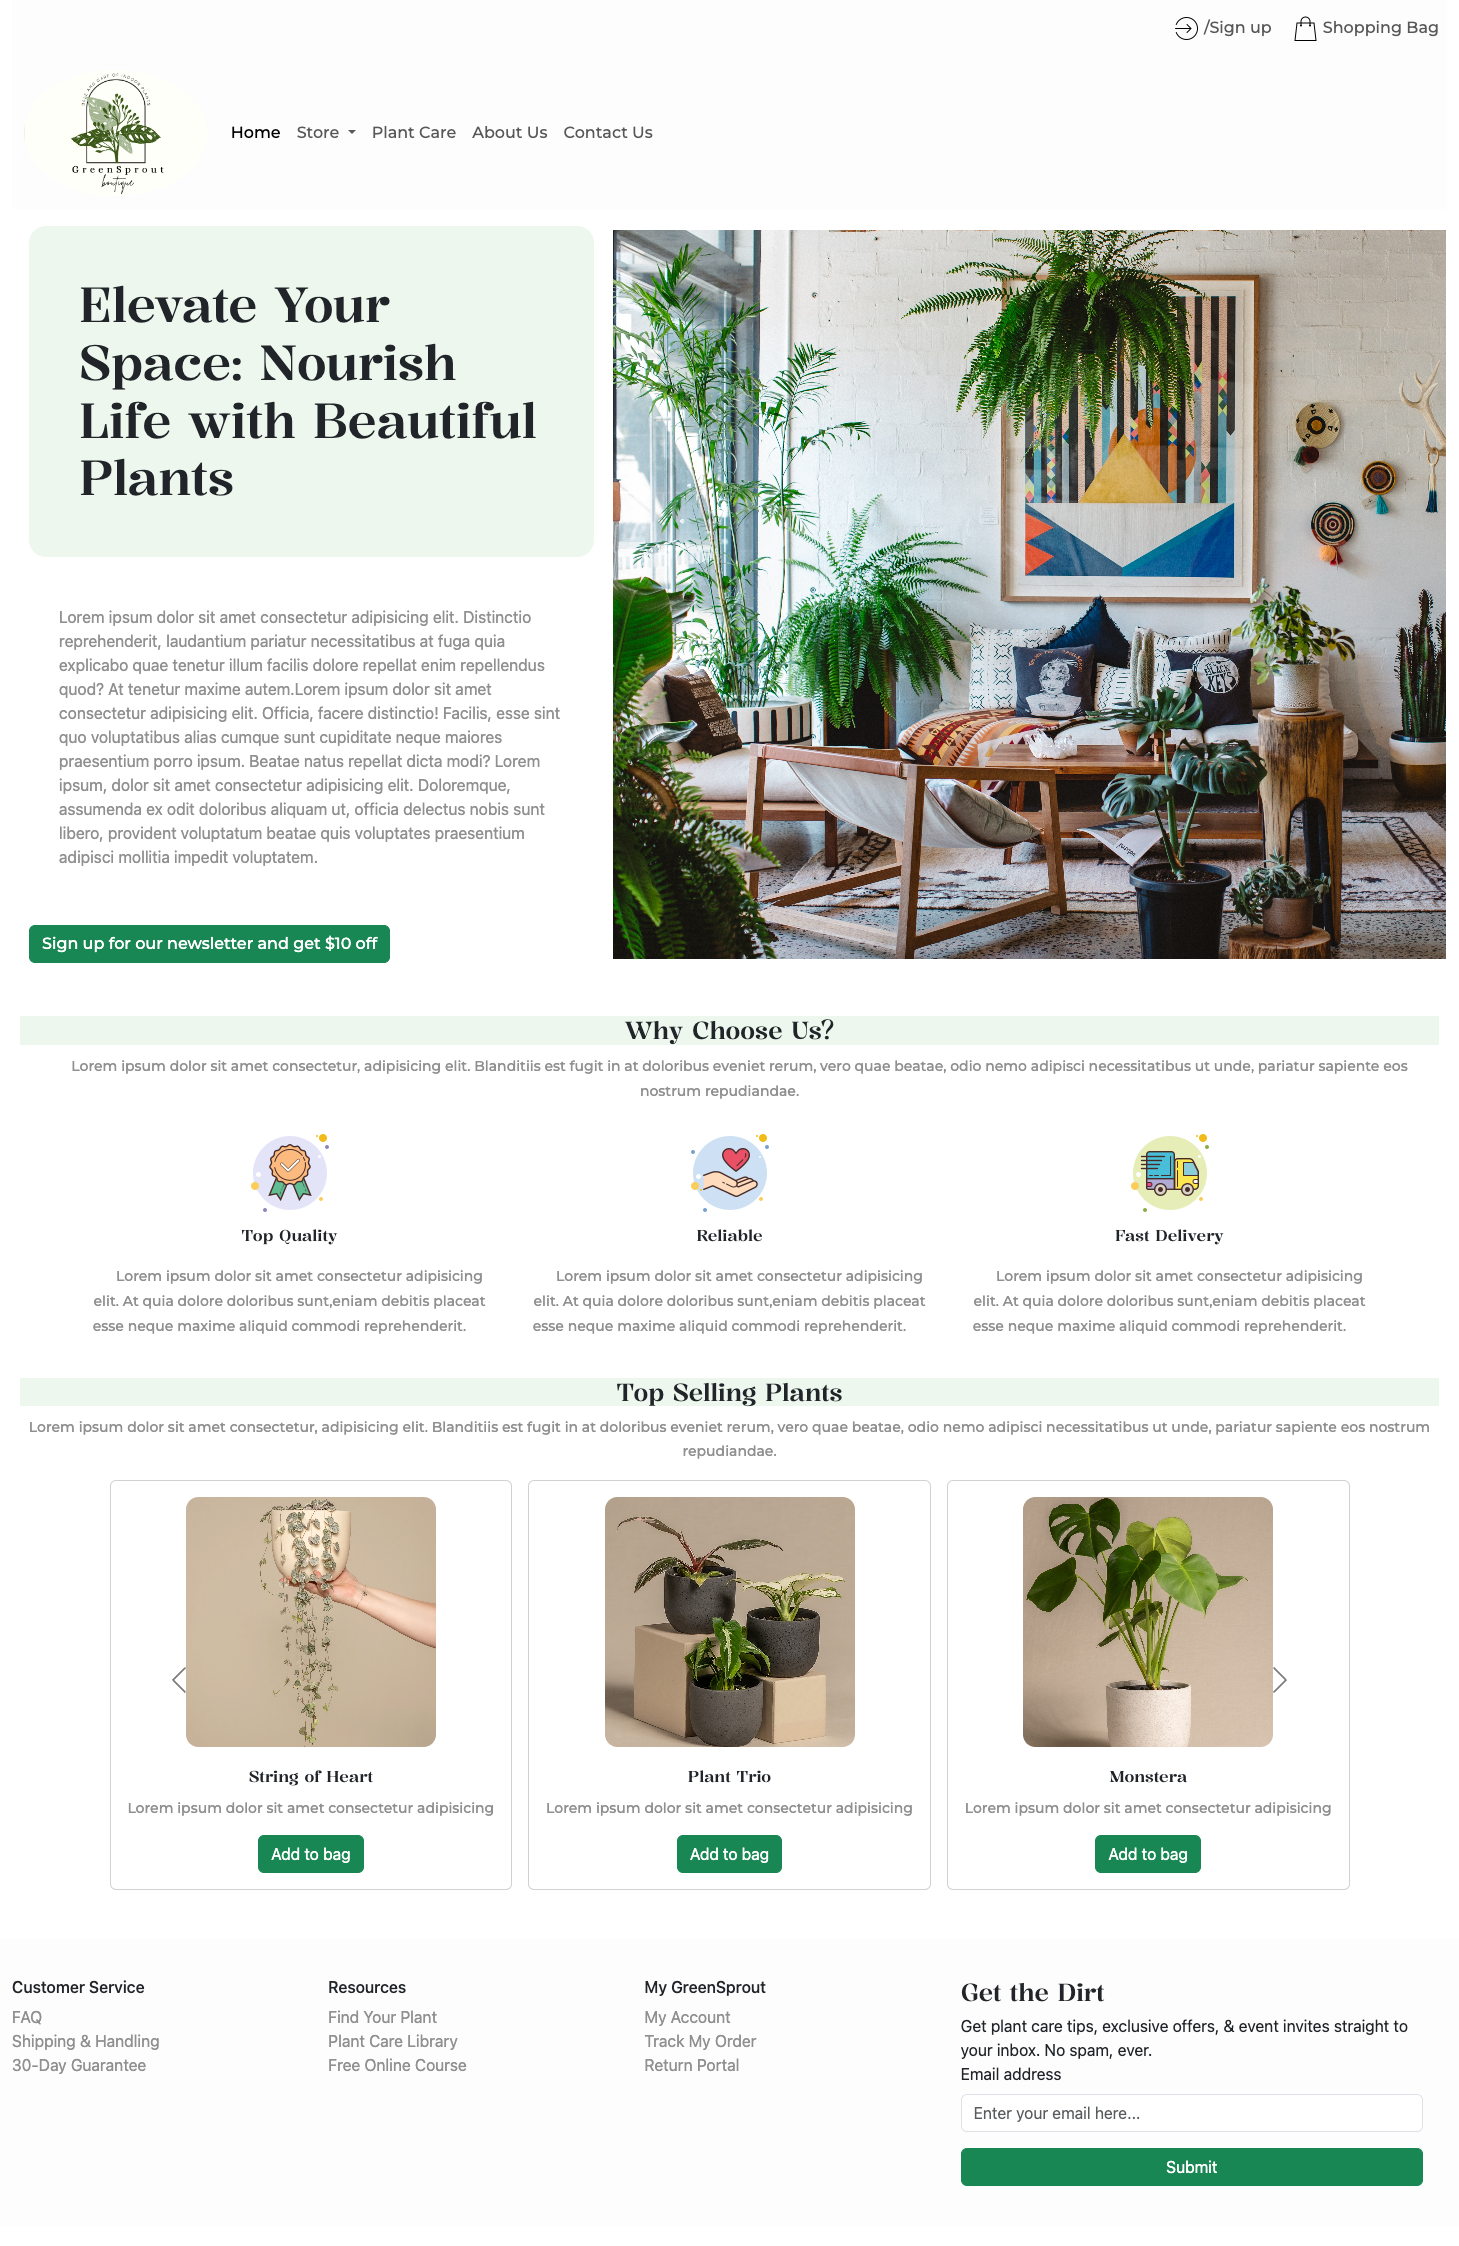 /Sign up
Shopping Bag
GreenSprout
boutique
Home
Store
Plant Care
About Us
Contact Us
Elevate Your
Space: Nourish
Life with Beautiful
Plants
Lorem ipsum dolor sit amet consectetur adipisicing elit. Distinctio
reprehenderit, laudantium pariatur necessitatibus at fuga quia
explicabo quae tenetur illum facilis dolore repellat enim repellendus
quod? At tenetur maxime autem.Lorem ipsum dolor sit amet
consectetur adipisicing elit. Officia, facere distinctio! Facilis, esse sint
quo voluptatibus alias cumque sunt cupiditate neque maiores
praesentium porro ipsum. Beatae natus repellat dicta modi? Lorem
ipsum, dolor sit amet consectetur adipisicing elit. Doloremque,
assumenda ex odit doloribus aliquam ut, officia delectus nobis sunt
libero, provident voluptatum beatae quis voluptates praesentium
adipisci mollitia impedit voluptatem.
BLACK
KEYS
Sign up for our newsletter and get $10 off
Why Choose Us?
Lorem ipsum dolor sit amet consectetur, adipisicing elit. Blanditiis est fugit in at doloribus eveniet rerum, vero quae beatae, odio nemo adipisci necessitatibus ut unde, pariatur sapiente eos
nostrum repudiandae.
Top Quality
Lorem ipsum dolor sit amet consectetur adipisicing
elit. At quia dolore doloribus sunt,eniam debitis placeat
esse neque maxime aliquid commodi reprehenderit.
Reliable
Lorem ipsum dolor sit amet consectetur adipisicing
elit. At quia dolore doloribus sunt,eniam debitis placeat
esse neque maxime aliquid commodi reprehenderit.
Fast Delivery
Lorem ipsum dolor sit amet consectetur adipisicing
elit. At quia dolore doloribus sunt,eniam debitis placeat
esse neque maxime aliquid commodi reprehenderit.
Top Selling Plants
Lorem ipsum dolor sit amet consectetur, adipisicing elit. Blanditiis est fugit in at doloribus eveniet rerum, vero quae beatae, odio nemo adipisci necessitatibus ut unde, pariatur sapiente eos nostrum
repudiandae.
String of Heart
Lorem ipsum dolor sit amet consectetur adipisicing
Add to bag
Plant Trio
Lorem ipsum dolor sit amet consectetur adipisicing
Add to bag
Monstera
Lorem ipsum dolor sit amet consectetur adipisicing
Add to bag
Customer Service
FAQ
Shipping & Handling
30-Day Guarantee
Resources
Find Your Plant
Plant Care Library
Free Online Course
My GreenSprout
My Account
Track My Order
Return Portal
Get the Dirt
Get plant care tips, exclusive offers, & event invites straight to
your inbox. No spam, ever.
Email address
Enter your email here...
Submit